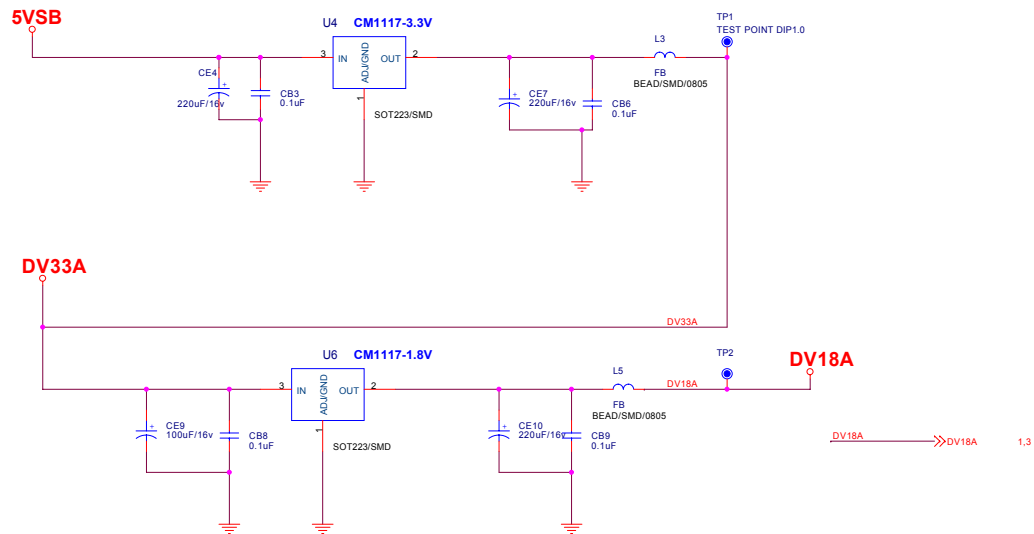 5VSB
U4 CM1117-3.3V
TP1
TEST POINT DIP1.0
3 IN ADJ/GND OUT 2
1
SOT223/SMD
CE4
220uF/16v
CB3
0.1uF
CE7
220uF/16v
CB6
0.1uF
L3
FB
BEAD/SMD/0805
DV33A
DV33A
U6 CM1117-1.8V
TP2
DV18A
3 IN ADJ/GND OUT 2
1
SOT223/SMD
L5
DV18A
FB
BEAD/SMD/0805
CE9
100uF/16v
CB8
0.1uF
CE10
220uF/16v
CB9
0.1uF
DV18A
DV18A 1,3